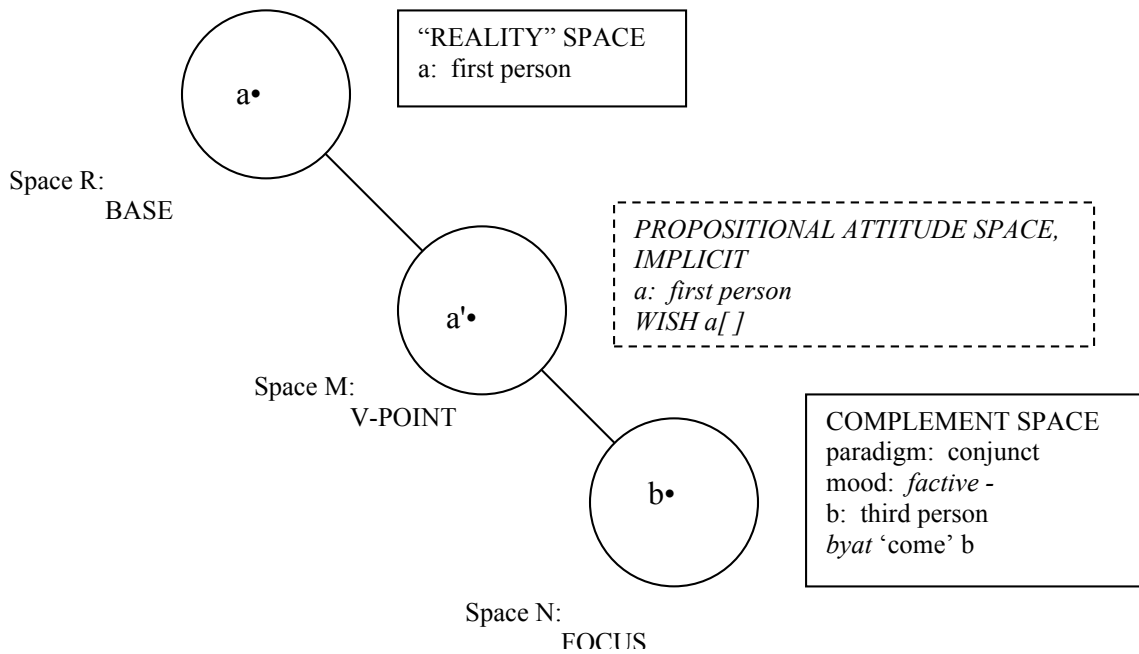 “REALITY” SPACE
a: first person
a•
Space R:
BASE
PROPOSITIONAL ATTITUDE SPACE,
IMPLICIT
a: first person
WISH a[ ]
a'•
Space M:
V-POINT
COMPLEMENT SPACE
paradigm: conjunct
mood: factive -
b: third person
byat ‘come’ b
b•
Space N:
FOCUS